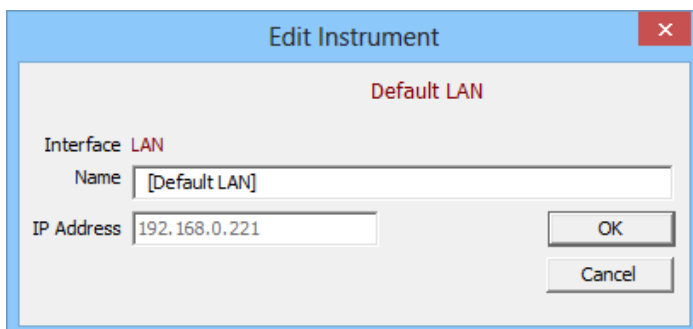 Edit Instrument
Default LAN
Interface LAN
Name [Default LAN]
IP Address 192.168.0.221
OK
Cancel